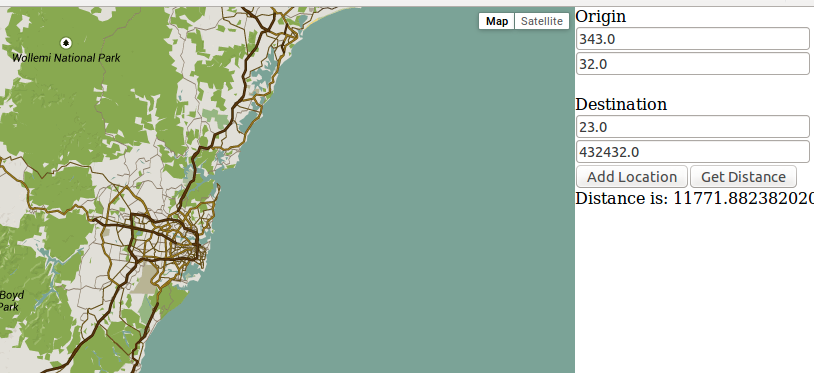 Map Satellite
Wollemi National Park
Boyd
Park
Origin
343.0
32.0
Destination
23.0
432432.0
Add Location Get Distance
Distance is: 11771.882382020